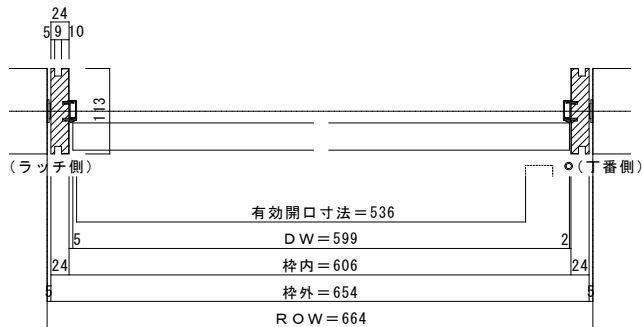 24
5 9 10
113
(ラッチ側) (丁番側)
有効開口寸法=536
5 DW=599 2
24 枠内=606 24
5 枠外=654 5
ROW=664